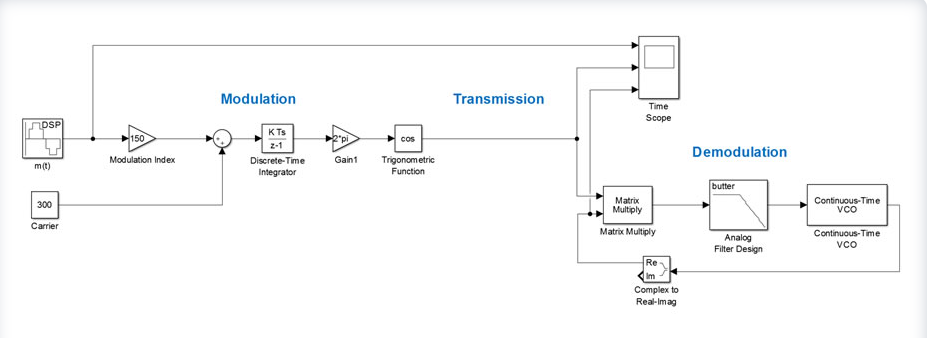 Modulation
Transmission
Demodulation
DSP
m(t)
150
Modulation Index
+
+
K Ts
z-1
Discrete-Time
Integrator
2*pi
Gain1
cos
Trigonometric
Function
Time
Scope
300
Carrier
Matrix
Multiply
Matrix Multiply
butter
Analog
Filter Design
Continuous-Time
VCO
Continuous-Time
VCO
Re
Im
Complex to
Real-Imag